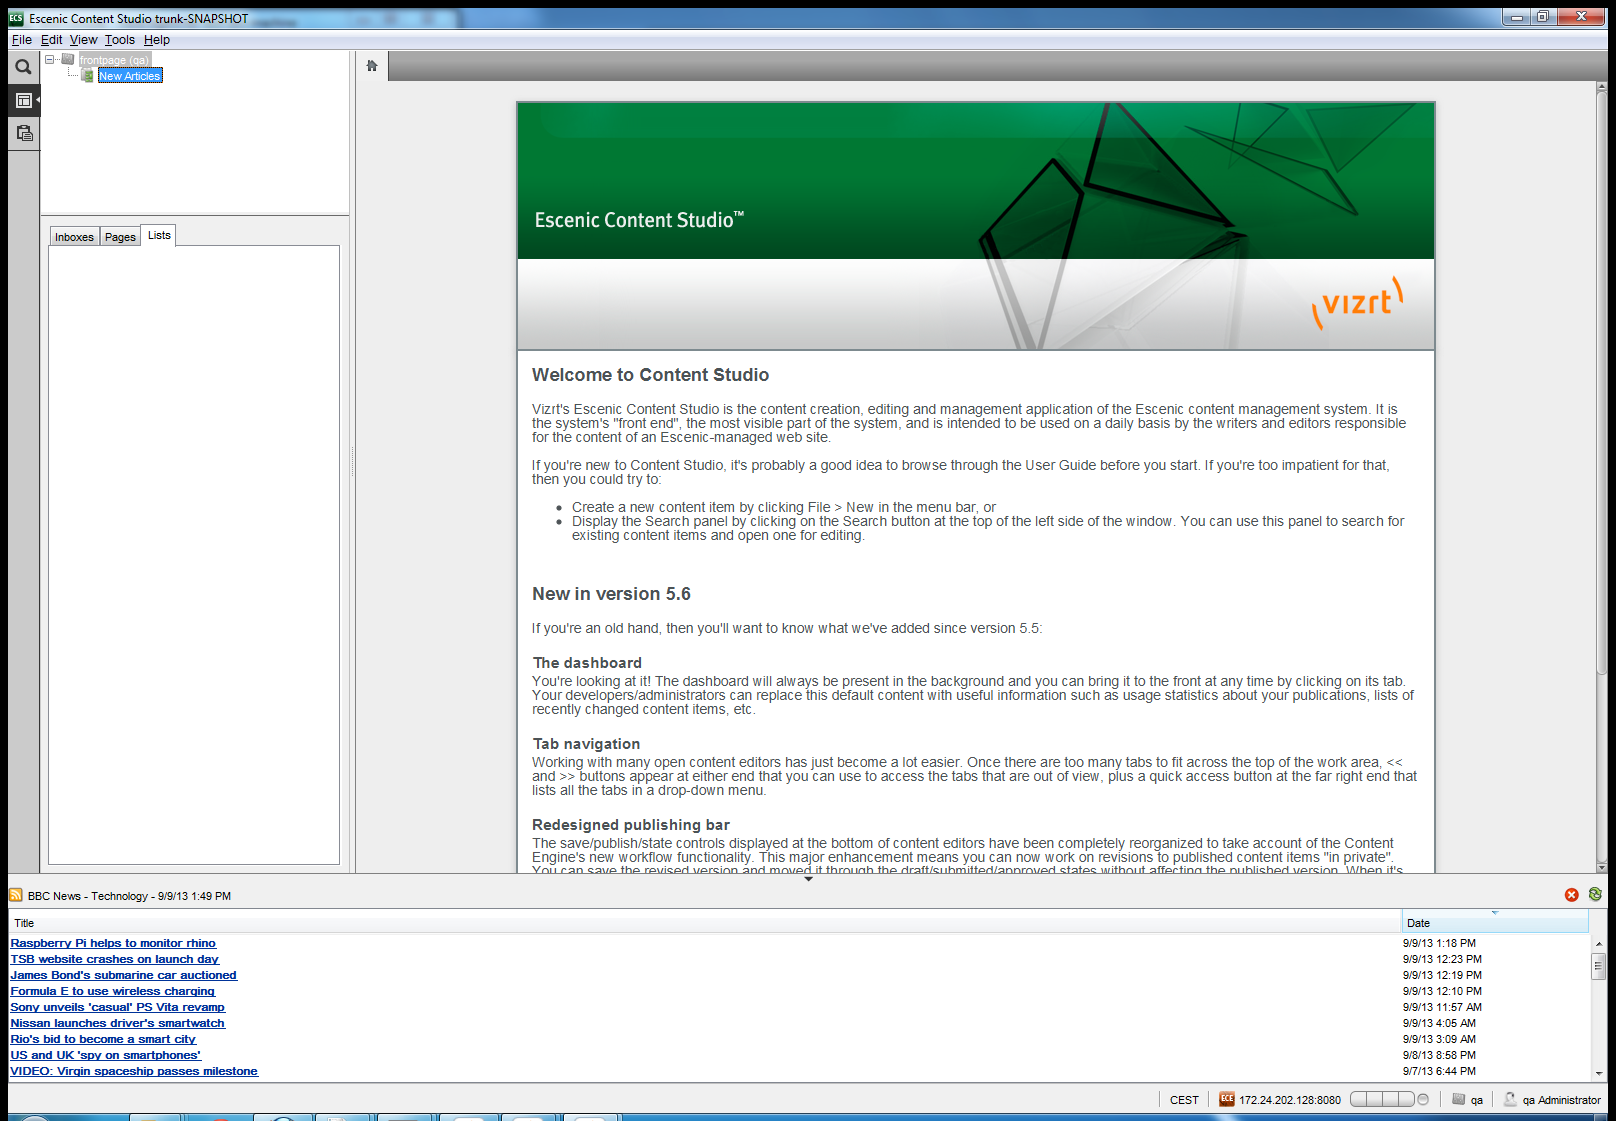 Escenic Content Studio trunk-SNAPSHOT
File Edit View Tools Help
frontpage (qa)
New Articles
Inboxes Pages Lists
Escenic Content Studio™
vizrt
Welcome to Content Studio
Vizrt's Escenic Content Studio is the content creation, editing and management application of the Escenic content management system. It is
the system's "front end", the most visible part of the system, and is intended to be used on a daily basis by the writers and editors responsible
for the content of an Escenic-managed web site.
If you're new to Content Studio, it's probably a good idea to browse through the User Guide before you start. If you're too impatient for that,
then you could try to:
• Create a new content item by clicking File > New in the menu bar, or
• Display the Search panel by clicking on the Search button at the top of the left side of the window. You can use this panel to search for
existing content items and open one for editing.
New in version 5.6
If you're an old hand, then you'll want to know what we've added since version 5.5:
The dashboard
You're looking at it! The dashboard will always be present in the background and you can bring it to the front at any time by clicking on its tab.
Your developers/administrators can replace this default content with useful information such as usage statistics about your publications, lists of
recently changed content items, etc.
Tab navigation
Working with many open content editors has just become a lot easier. Once there are too many tabs to fit across the top of the work area, <<
and >> buttons appear at either end that you can use to access the tabs that are out of view, plus a quick access button at the far right end that
lists all the tabs in a drop-down menu.
Redesigned publishing bar
The save/publish/state controls displayed at the bottom of content editors have been completely reorganized to take account of the Content
Engine's new workflow functionality. This major enhancement means you can now work on revisions to published content items "in private".
You can save the revised version and moved it through the draft/submitted/approved states without affecting the published version. When it's
BBC News - Technology - 9/9/13 1:49 PM
Title Date
Raspberry Pi helps to monitor rhino 9/9/13 1:18 PM
TSB website crashes on launch day 9/9/13 12:23 PM
James Bond's submarine car auctioned 9/9/13 12:19 PM
Formula E to use wireless charging 9/9/13 12:10 PM
Sony unveils 'casual' PS Vita revamp 9/9/13 11:57 AM
Nissan launches driver's smartwatch 9/9/13 4:05 AM
Rio's bid to become a smart city 9/9/13 3:09 AM
US and UK 'spy on smartphones' 9/8/13 8:58 PM
VIDEO: Virgin spaceship passes milestone 9/7/13 6:44 PM
CEST ECE 172.24.202.128:8080 qa qa Administrator